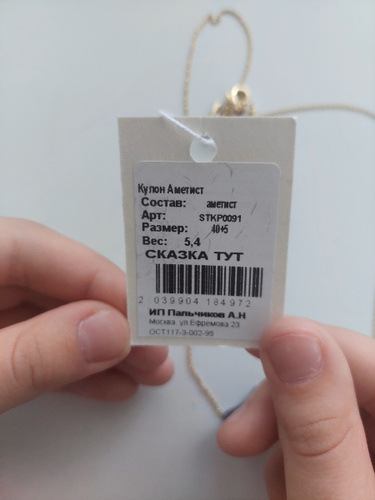 Кулон Аметист
Состав: аметист
Арт: STKP0091
Размер: 40+5
Вес: 5,4
СКАЗКА ТУТ
2 039904 184972
ИП Пальчиков А.Н
Москва. ул.Ефремова 23
ОСТ117-3-002-95